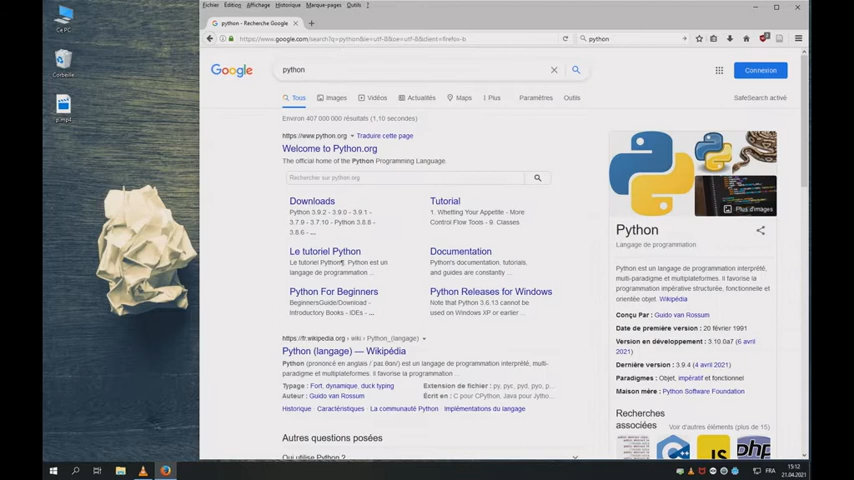 Ce PC
Corbeille
p.mp4
Fichier Édition Affichage Historique Marque-pages Outils ?
python - Recherche Google
https://www.google.com/search?q=python&ie=utf-8&oe=utf-8&client=firefox-b
python
Google
python
Connexion
Tous Images Vidéos Actualités Maps Plus Paramètres Outils
SafeSearch activé
Environ 407 000 000 résultats (1,10 secondes)
https://www.python.org Traduire cette page
Welcome to Python.org
The official home of the Python Programming Language.
Rechercher sur python.org
Downloads
Python 3.9.2 - 3.9.0 - 3.9.1 -
3.7.9 - 3.7.10 - Python 3.8.8 -
3.8.6 - ...
Tutorial
1. Whetting Your Appetite - More
Control Flow Tools - 9. Classes
Le tutoriel Python
Le tutoriel Python¶. Python est un
langage de programmation ...
Documentation
Python's documentation, tutorials,
and guides are constantly ...
Python For Beginners
BeginnersGuide/Download -
Introductory Books - IDEs - ...
Python Releases for Windows
Note that Python 3.6.13 cannot be
used on Windows XP or earlier ...
https://fr.wikipedia.org › wiki › Python_(langage)
Python (langage) — Wikipédia
Python (prononcé en anglais / paɪ.θɑn/) est un langage de programmation interprété, multi-
paradigme et multiplateformes. Il favorise la programmation ...
Typage : Fort, dynamique, duck typing
Extension de fichier : py, pyc, pyd, pyo, p...
Auteur : Guido van Rossum
Écrit en : C pour CPython, Java pour Jytho...
Historique Caractéristiques La communauté Python Implémentations du langage
Autres questions posées
Qui utilise Python ?
Plus d'images
Python
Langage de programmation
Python est un langage de programmation interprété,
multi-paradigme et multiplateformes. Il favorise la
programmation impérative structurée, fonctionnelle et
orientée objet. Wikipédia
Conçu Par : Guido van Rossum
Date de première version : 20 février 1991
Version en développement : 3.10.0a7 (6 avril
2021)
Dernière version : 3.9.4 (4 avril 2021)
Paradigmes : Objet, impératif et fonctionnel
Maison mère : Python Software Foundation
Recherches
associées
Voir d'autres éléments (plus de 15)
JS
php
FRA
15:12
21.04.2021